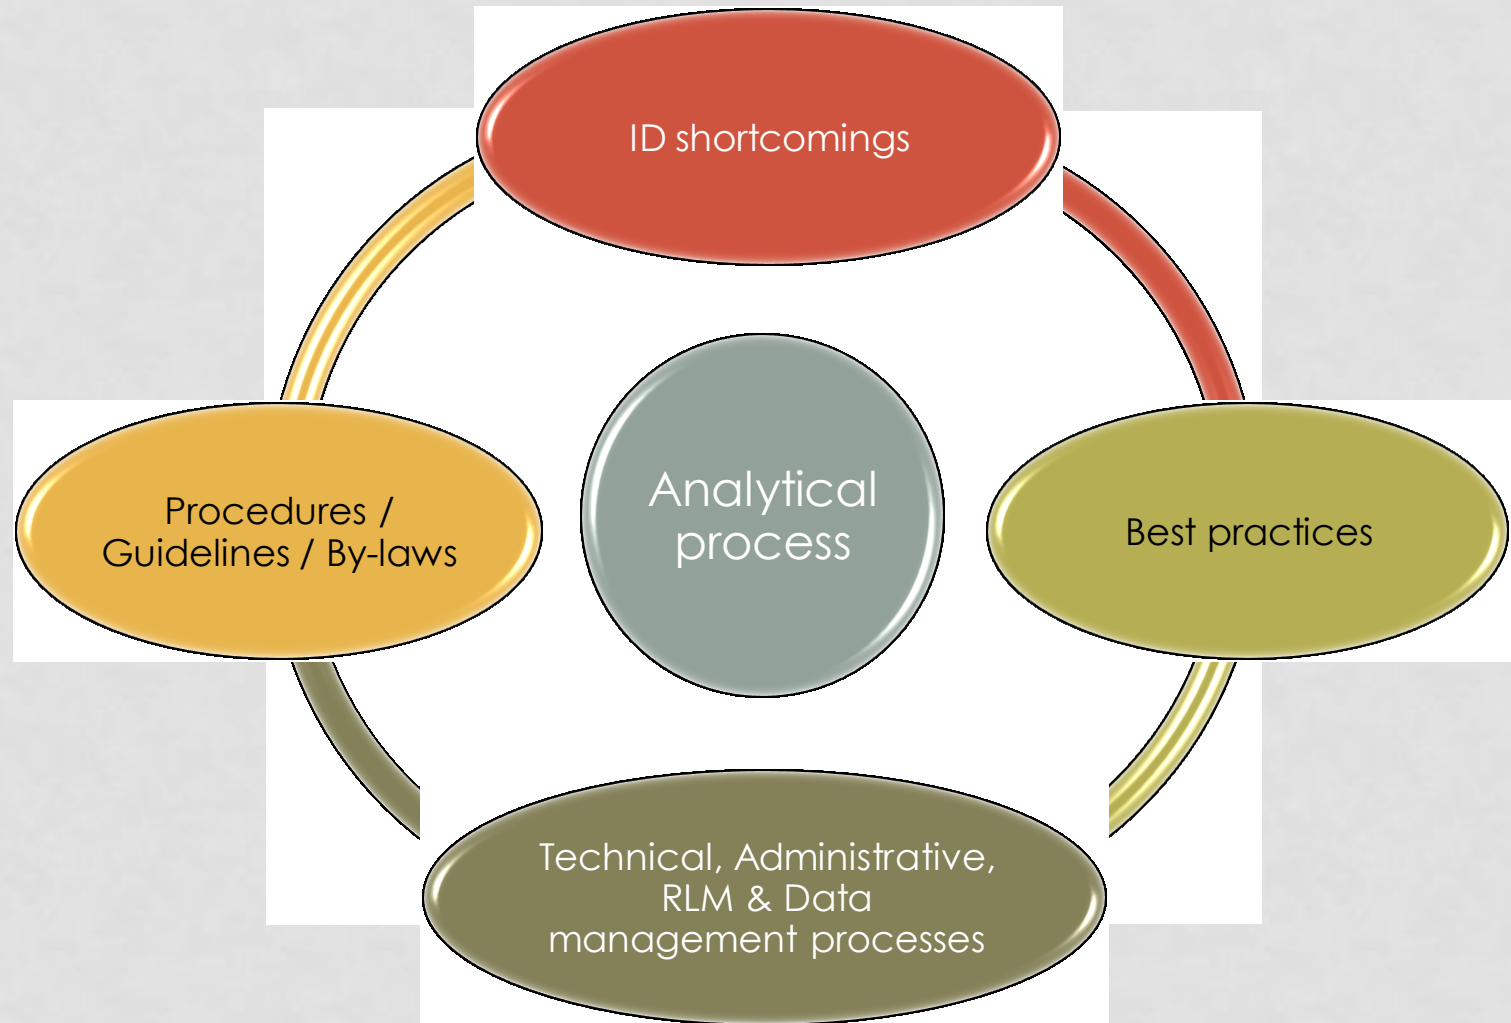 ID shortcomings
Analytical
process
Procedures /
Guidelines / By-laws
Best practices
Technical, Administrative,
RLM & Data
management processes